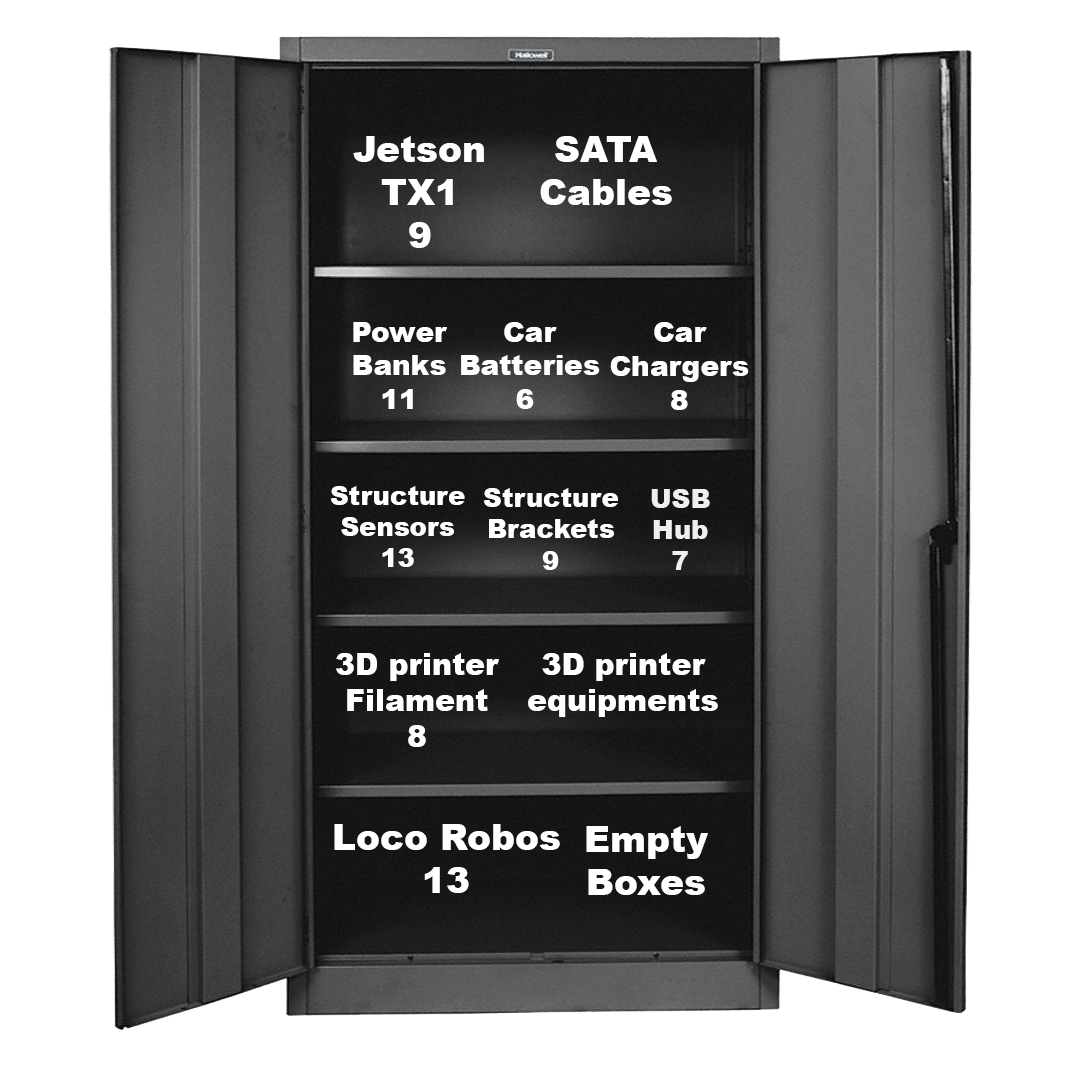 Hallowell
Jetson
TX1
9
SATA
Cables
Power
Banks
11
Car
Batteries
6
Car
Chargers
8
Structure
Sensors
13
Structure
Brackets
9
USB
Hub
7
3D printer
Filament
8
3D printer
equipments
Loco Robos
13
Empty
Boxes